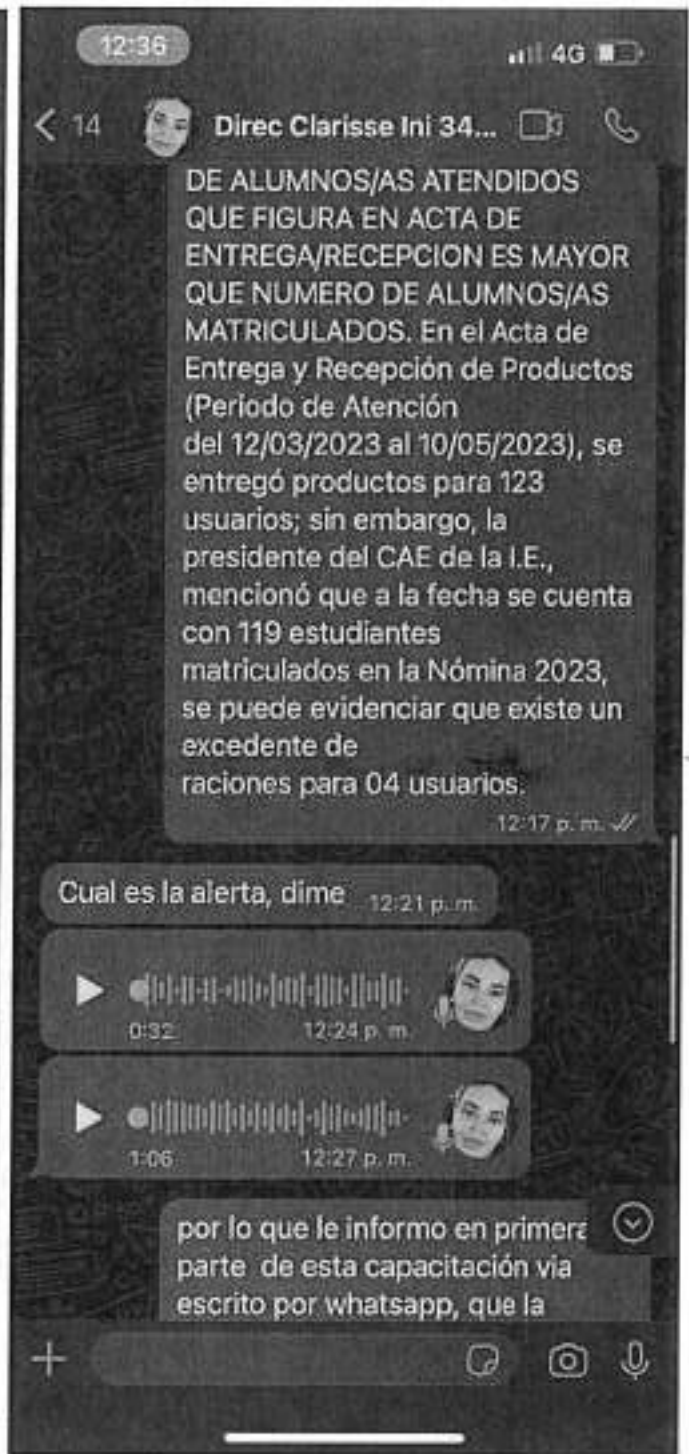 12:36
4G
14
Direc Clarisse Ini 34...
DE ALUMNOS/AS ATENDIDOS
QUE FIGURA EN ACTA DE
ENTREGA/RECEPCION ES MAYOR
QUE NUMERO DE ALUMNOS/AS
MATRICULADOS. En el Acta de
Entrega y Recepción de Productos
(Periodo de Atención
del 12/03/2023 al 10/05/2023), se
entregó productos para 123
usuarios; sin embargo, la
presidente del CAE de la I.E.,
mencionó que a la fecha se cuenta
con 119 estudiantes
matriculados en la Nómina 2023,
se puede evidenciar que existe un
excedente de
raciones para 04 usuarios.
12:17 p. m.
Cual es la alerta, dime 12:21 p. m.
0:32 12:24 p. m.
1:06 12:27 p. m.
por lo que le informo en primera
parte de esta capacitación via
escrito por whatsapp, que la